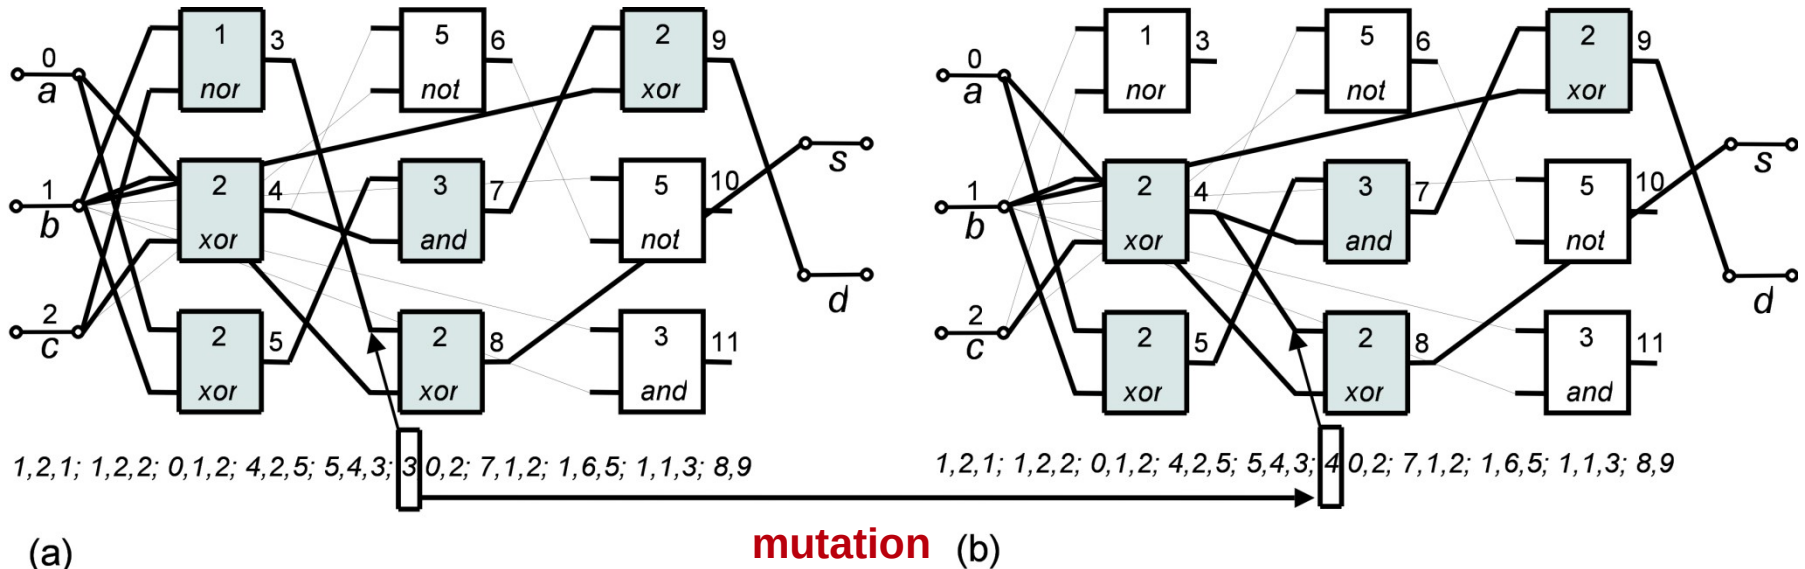 0
a
1
b
2
c
1
nor
3
5
not
6
2
xor
9
2
xor
4
3
and
7
5
not
10
2
xor
5
2
xor
8
3
and
11
s
d
1,2,1; 1,2,2; 0,1,2; 4,2,5; 5,4,3; 3 0,2; 7,1,2; 1,6,5; 1,1,3; 8,9
(a)
mutation
0
a
1
b
2
c
1
nor
3
5
not
6
2
xor
9
2
xor
4
3
and
7
5
not
10
2
xor
5
2
xor
8
3
and
11
s
d
1,2,1; 1,2,2; 0,1,2; 4,2,5; 5,4,3; 4 0,2; 7,1,2; 1,6,5; 1,1,3; 8,9
(b)